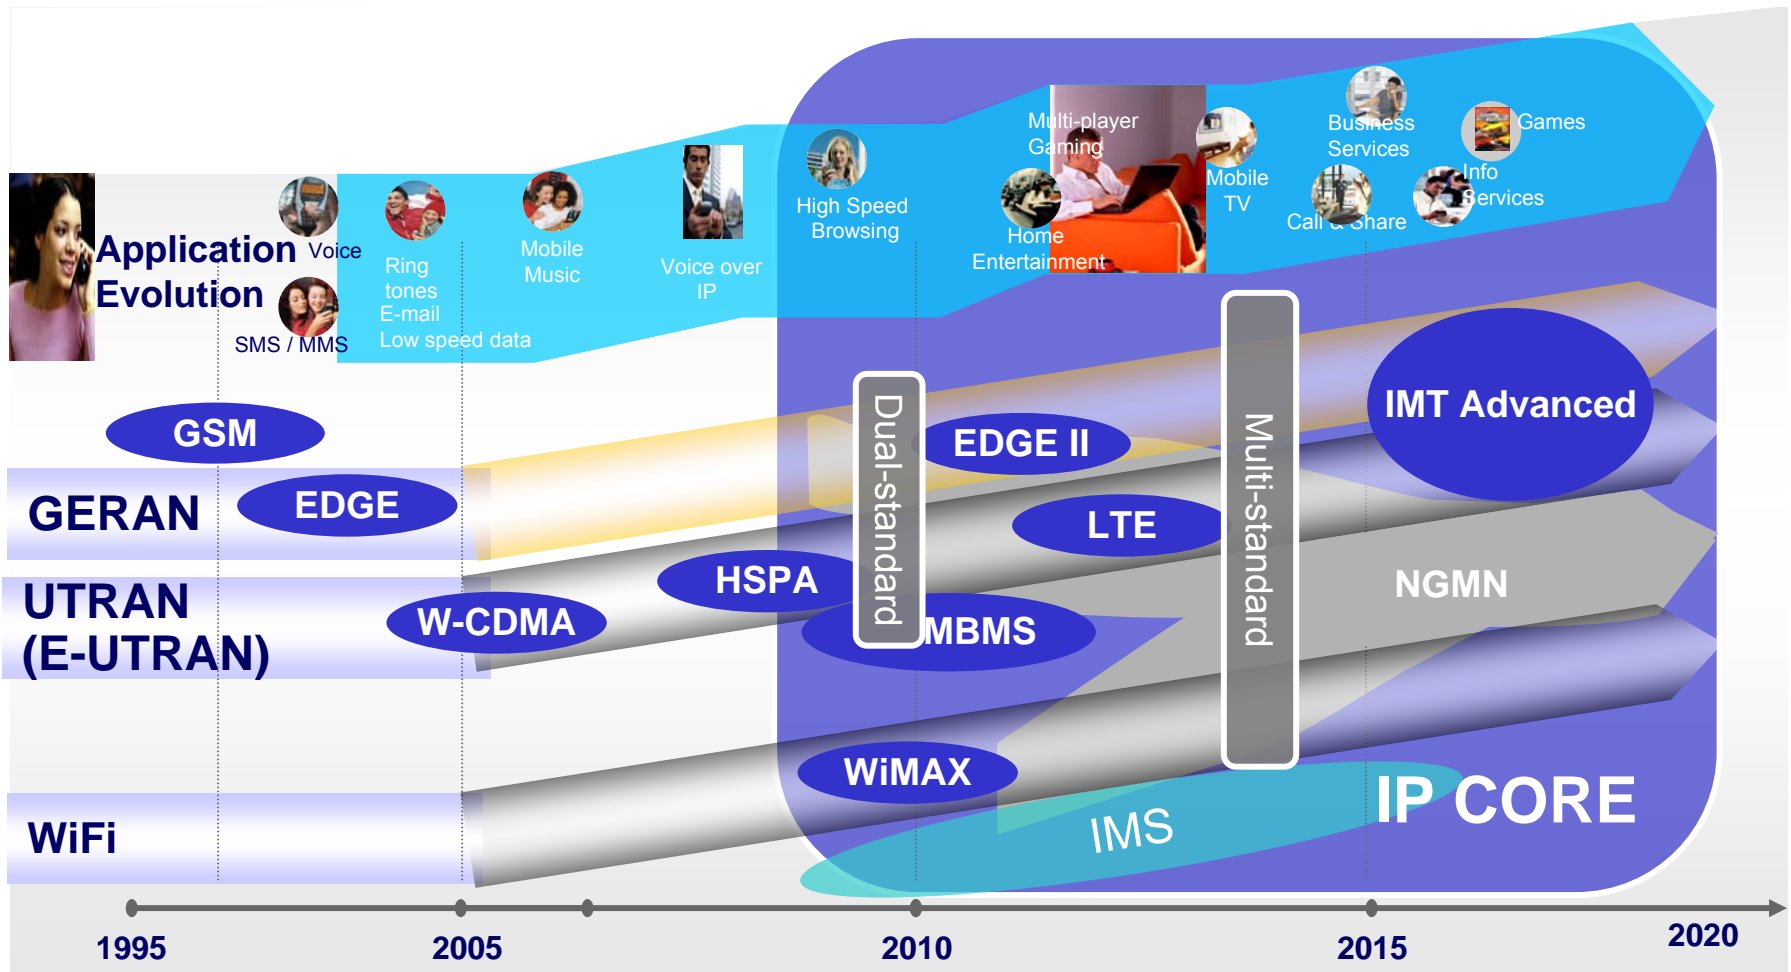 Application
Evolution
Voice
SMS / MMS
Ring
tones
E-mail
Low speed data
Mobile
Music
Voice over
IP
High Speed
Browsing
Multi-player
Gaming
Home
Entertainment
Mobile
TV
Business
Services
Call & Share
Games
Info
Services
GSM
GERAN
EDGE
UTRAN
(E-UTRAN)
W-CDMA
HSPA
Dual-standard
EDGE II
LTE
MBMS
Multi-standard
IMT Advanced
NGMN
WiFi
WiMAX
IMS
IP CORE
1995
2005
2010
2015
2020